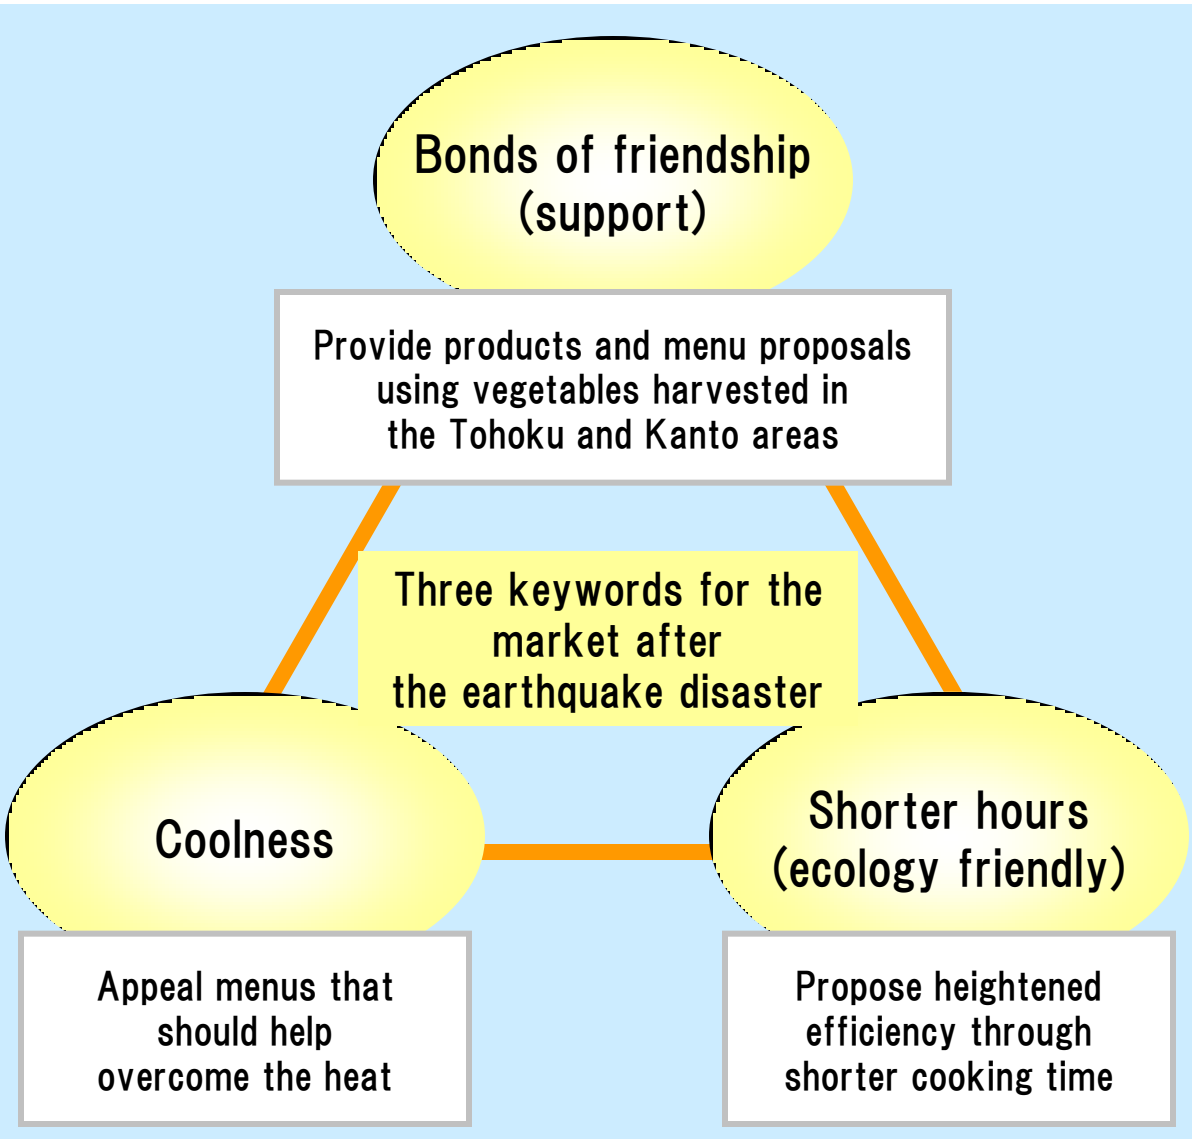 Bonds of friendship
(support)
Provide products and menu proposals
using vegetables harvested in
the Tohoku and Kanto areas
Three keywords for the
market after
the earthquake disaster
Coolness
Appeal menus that
should help
overcome the heat
Shorter hours
(ecology friendly)
Propose heightened
efficiency through
shorter cooking time